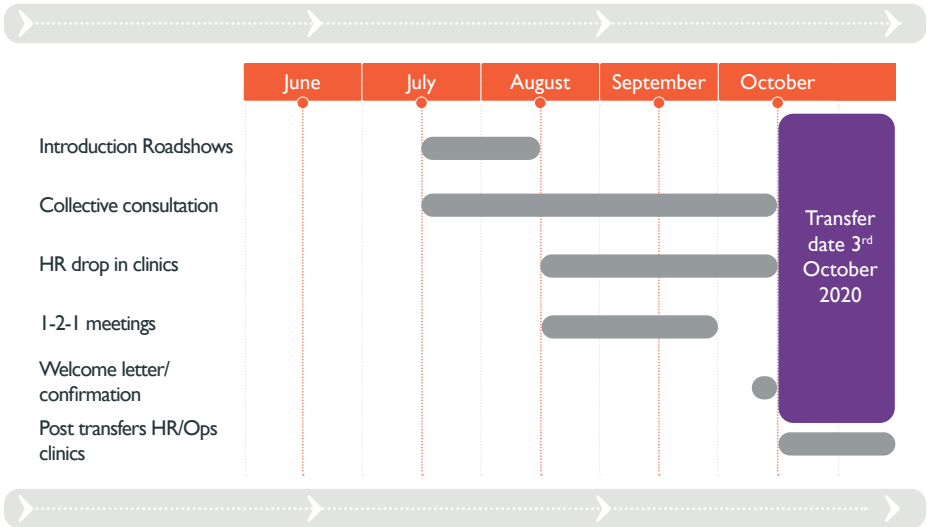 June July August September October
Introduction Roadshows
Collective consultation
HR drop in clinics
1-2-1 meetings
Welcome letter/
confirmation
Post transfers HR/Ops
clinics
Transfer
date 3rd
October
2020